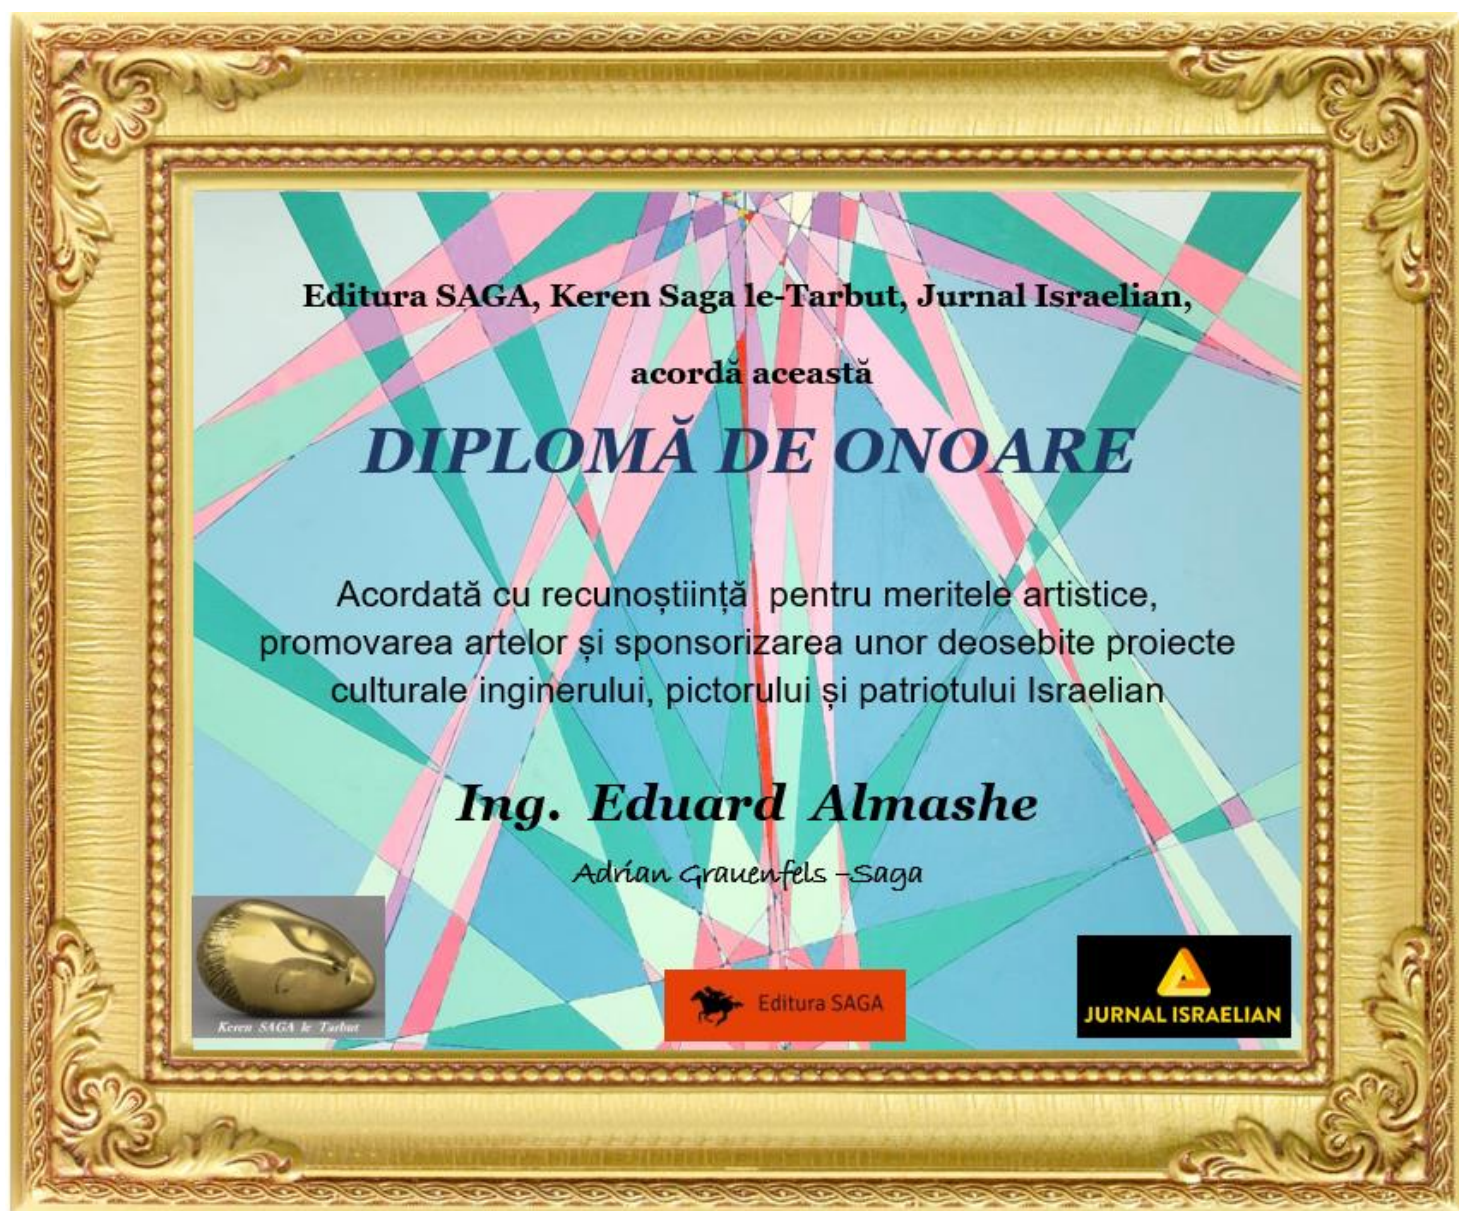 Editura SAGA, Keren Saga le-Tarbut, Jurnal Israelian,
acordă această
DIPLOMĂ DE ONOARE
Acordată cu recunoștiință pentru meritele artistice,
promovarea artelor și sponsorizarea unor deosebite proiecte
culturale inginerului, pictorului și patriotului Israelian
Ing. Eduard Almashe
Adrian Grauenfels –Saga
Keren SAGA le Tarbut
Editura SAGA
JURNAL ISRAELIAN